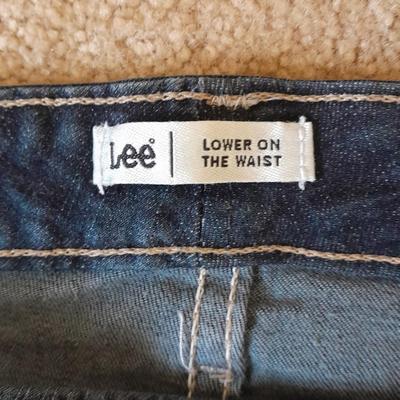 Lee
LOWER ON
THE WAIST